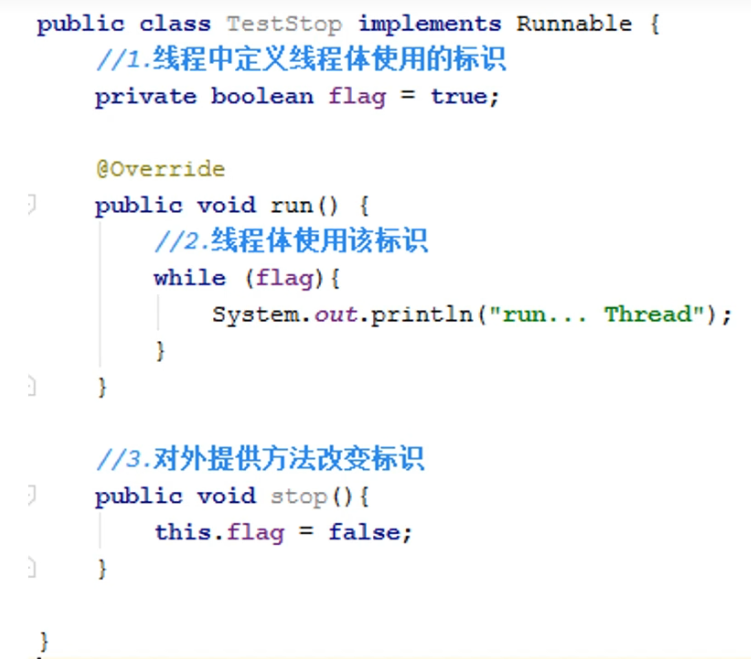 public class TestStop implements Runnable {
//1.线程中定义线程体使用的标识
private boolean flag = true;
@Override
public void run() {
//2.线程体使用该标识
while (flag){
System.out.println("run... Thread");
}
}
//3.对外提供方法改变标识
public void stop(){
this.flag = false;
}
}